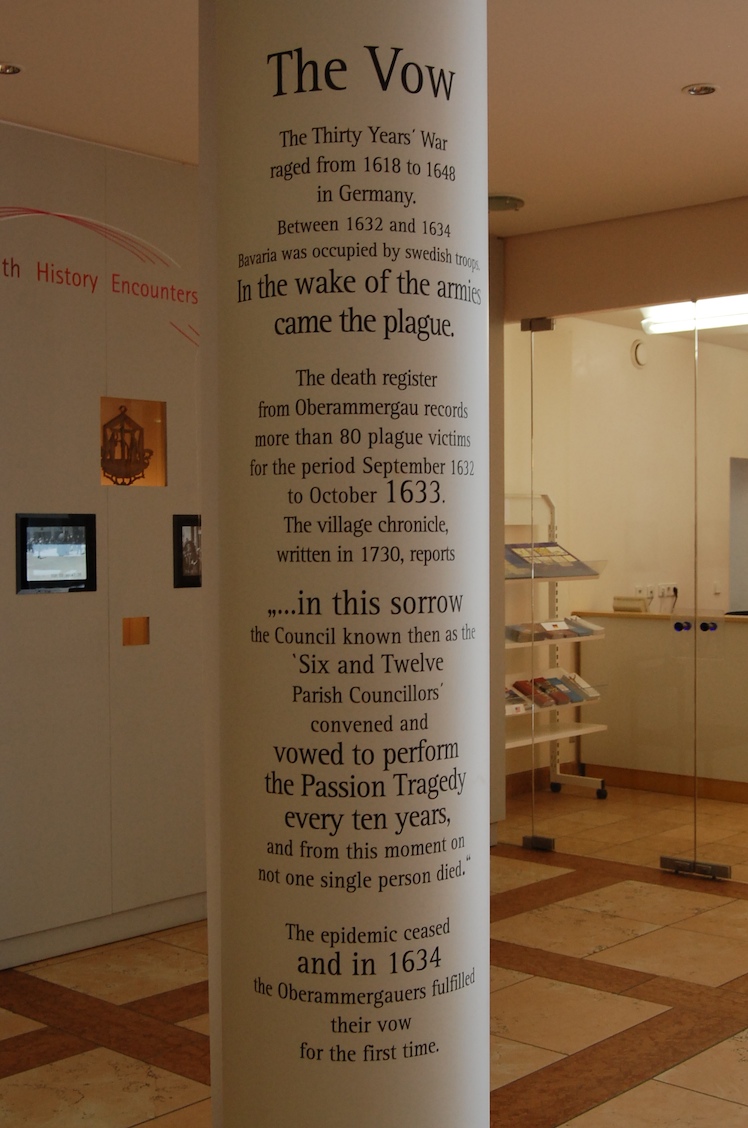 The Vow
The Thirty Years´ War
raged from 1618 to 1648
in Germany.
Between 1632 and 1634
Bavaria was occupied by swedish troops.
In the wake of the armies
came the plague.
The death register
from Oberammergau records
more than 80 plague victims
for the period September 1632
to October 1633.
The village chronicle,
written in 1730, reports
„...in this sorrow
the Council known then as the
`Six and Twelve
Parish Councillors´
convened and
vowed to perform
the Passion Tragedy
every ten years,
and from this moment on
not one single person died.“
The epidemic ceased
and in 1634
the Oberammergauers fulfilled
their vow
for the first time.
th History Encounters